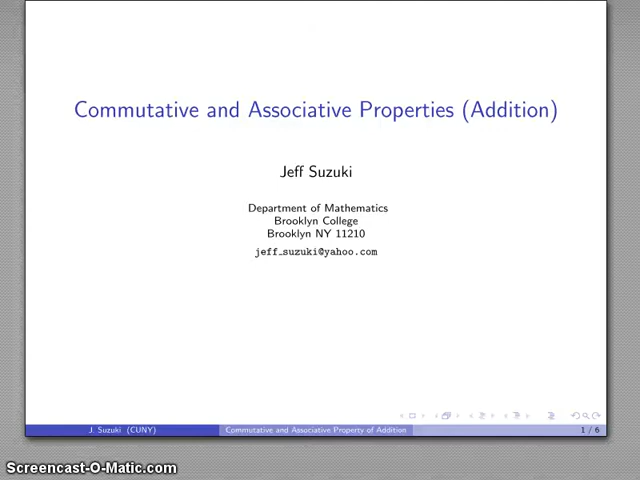 Commutative and Associative Properties (Addition)
Jeff Suzuki
Department of Mathematics
Brooklyn College
Brooklyn NY 11210
jeff_suzuki@yahoo.com
J. Suzuki (CUNY) Commutative and Associative Property of Addition 1 / 6
Screencast-O-Matic.com